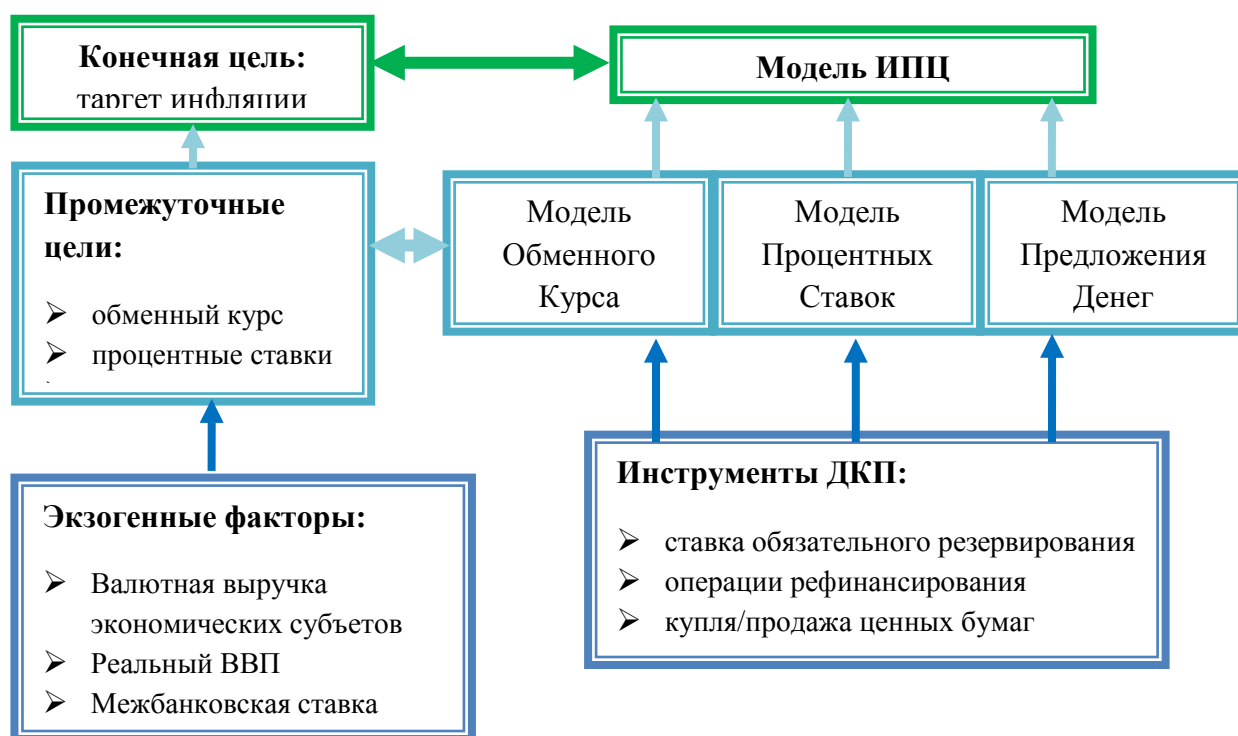 Конечная цель:
таргет инфляции
Модель ИПЦ
Промежуточные
цели:
обменный курс
процентные ставки
Модель
Обменного
Курса
Модель
Процентных
Ставок
Модель
Предложения
Денег
Экзогенные факторы:
Валютная выручка
экономических субъетов
Реальный ВВП
Межбанковская ставка
Инструменты ДКП:
ставка обязательного резервирования
операции рефинансирования
купля/продажа ценных бумаг